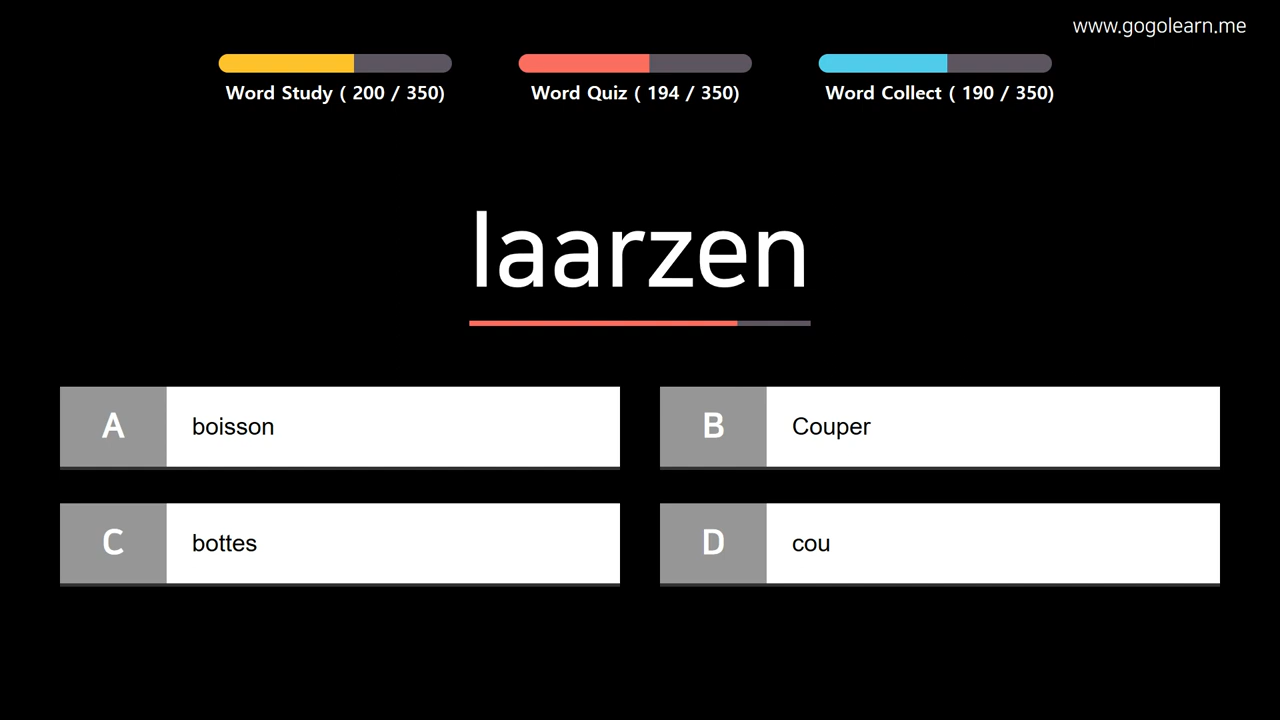 www.gogolearn.me
Word Study ( 200 / 350)
Word Quiz ( 194 / 350)
Word Collect ( 190 / 350)
laarzen
A boisson
B Couper
C bottes
D cou